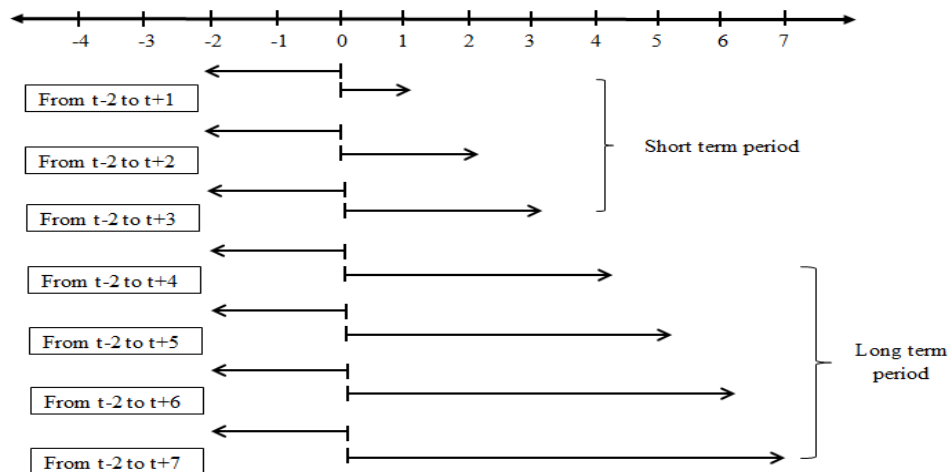 -4 -3 -2 -1 0 1 2 3 4 5 6 7
From t-2 to t+1
Short term period
From t-2 to t+2
From t-2 to t+3
From t-2 to t+4
From t-2 to t+5
Long term
period
From t-2 to t+6
From t-2 to t+7